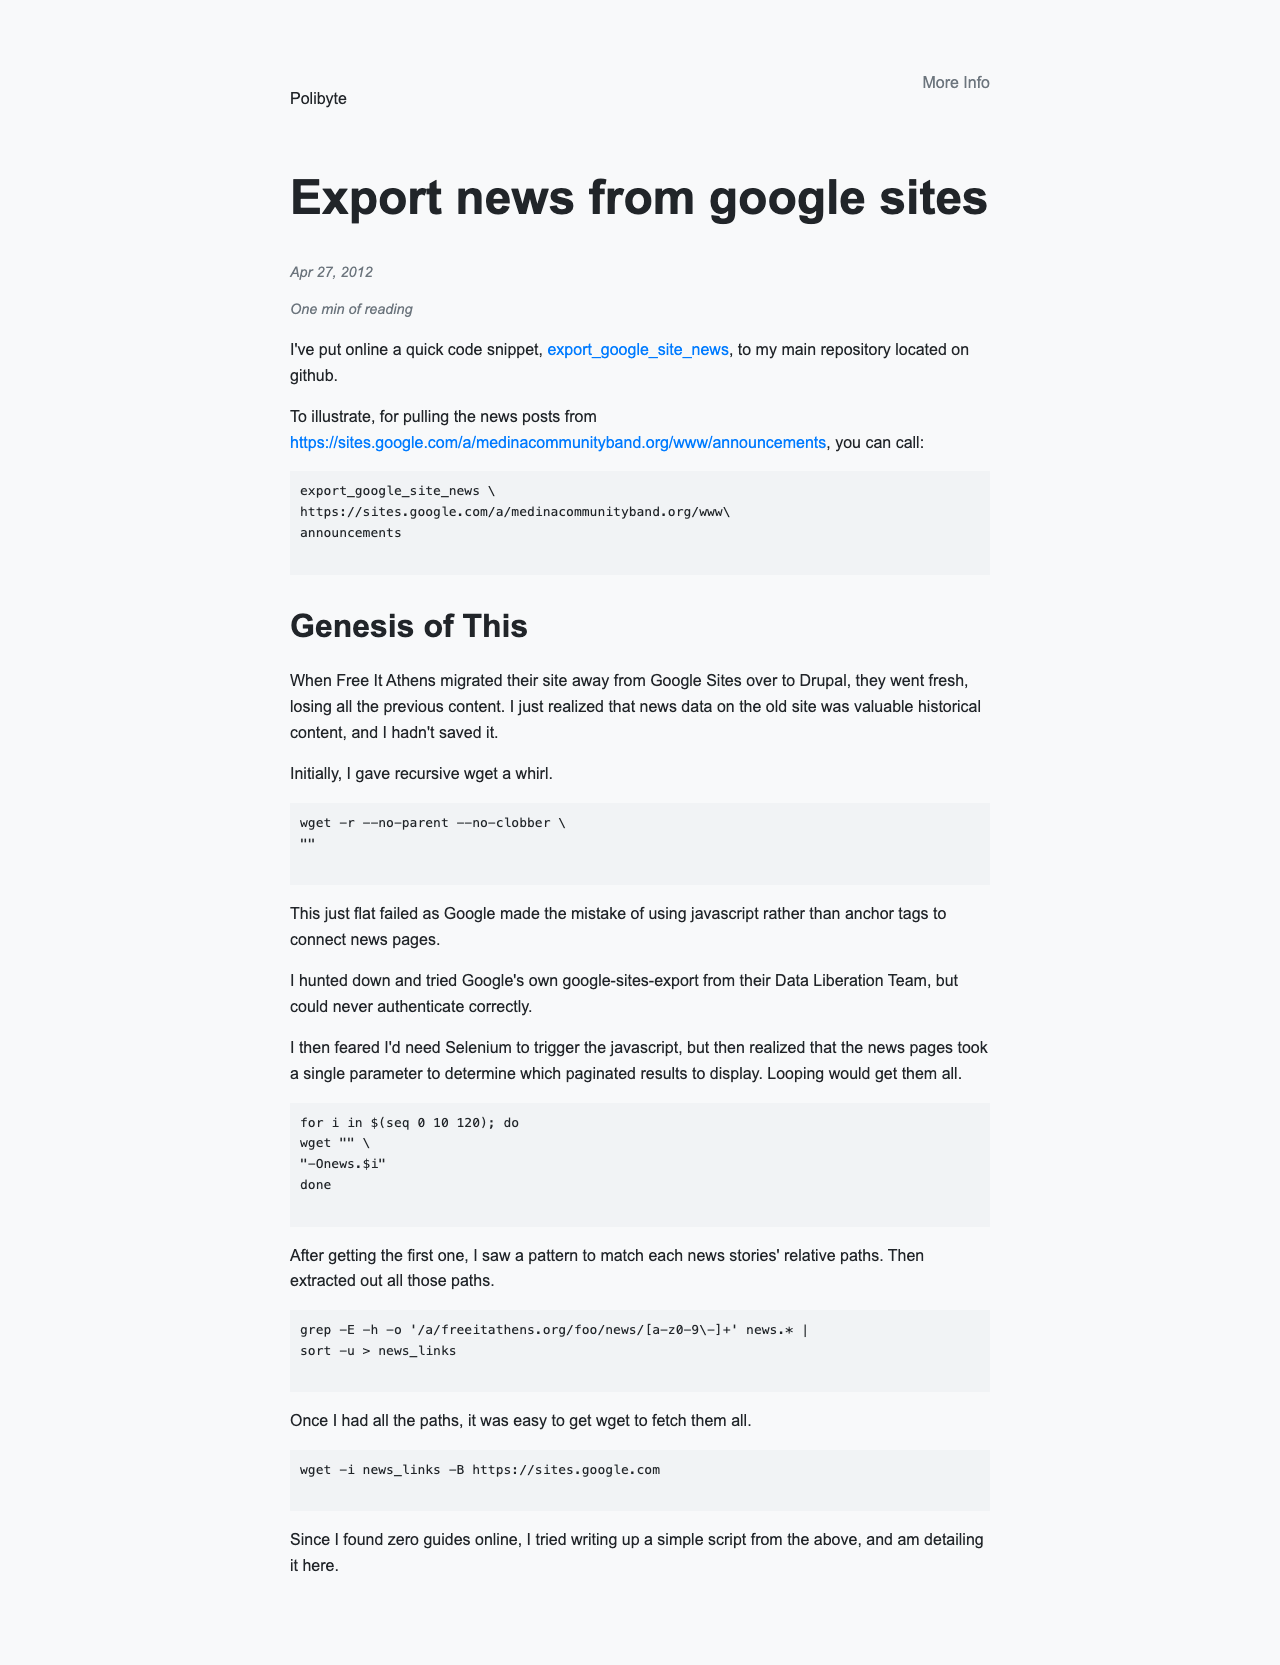 More Info
Polibyte
Export news from google sites
Apr 27, 2012
One min of reading
I've put online a quick code snippet, export_google_site_news, to my main repository located on
github.
To illustrate, for pulling the news posts from
https://sites.google.com/a/medinacommunityband.org/www/announcements, you can call:
export_google_site_news \
https://sites.google.com/a/medinacommunityband.org/www\
announcements
Genesis of This
When Free It Athens migrated their site away from Google Sites over to Drupal, they went fresh,
losing all the previous content. I just realized that news data on the old site was valuable historical
content, and I hadn't saved it.
Initially, I gave recursive wget a whirl.
wget -r --no-parent --no-clobber \
""
This just flat failed as Google made the mistake of using javascript rather than anchor tags to
connect news pages.
I hunted down and tried Google's own google-sites-export from their Data Liberation Team, but
could never authenticate correctly.
I then feared I'd need Selenium to trigger the javascript, but then realized that the news pages took
a single parameter to determine which paginated results to display. Looping would get them all.
for i in $(seq 0 10 120); do
wget "" \
"-Onews.$i"
done
After getting the first one, I saw a pattern to match each news stories' relative paths. Then
extracted out all those paths.
grep -E -h -o '/a/freeitathens.org/foo/news/[a-z0-9\-]+' news.* |
sort -u > news_links
Once I had all the paths, it was easy to get wget to fetch them all.
wget -i news_links -B https://sites.google.com
Since I found zero guides online, I tried writing up a simple script from the above, and am detailing
it here.